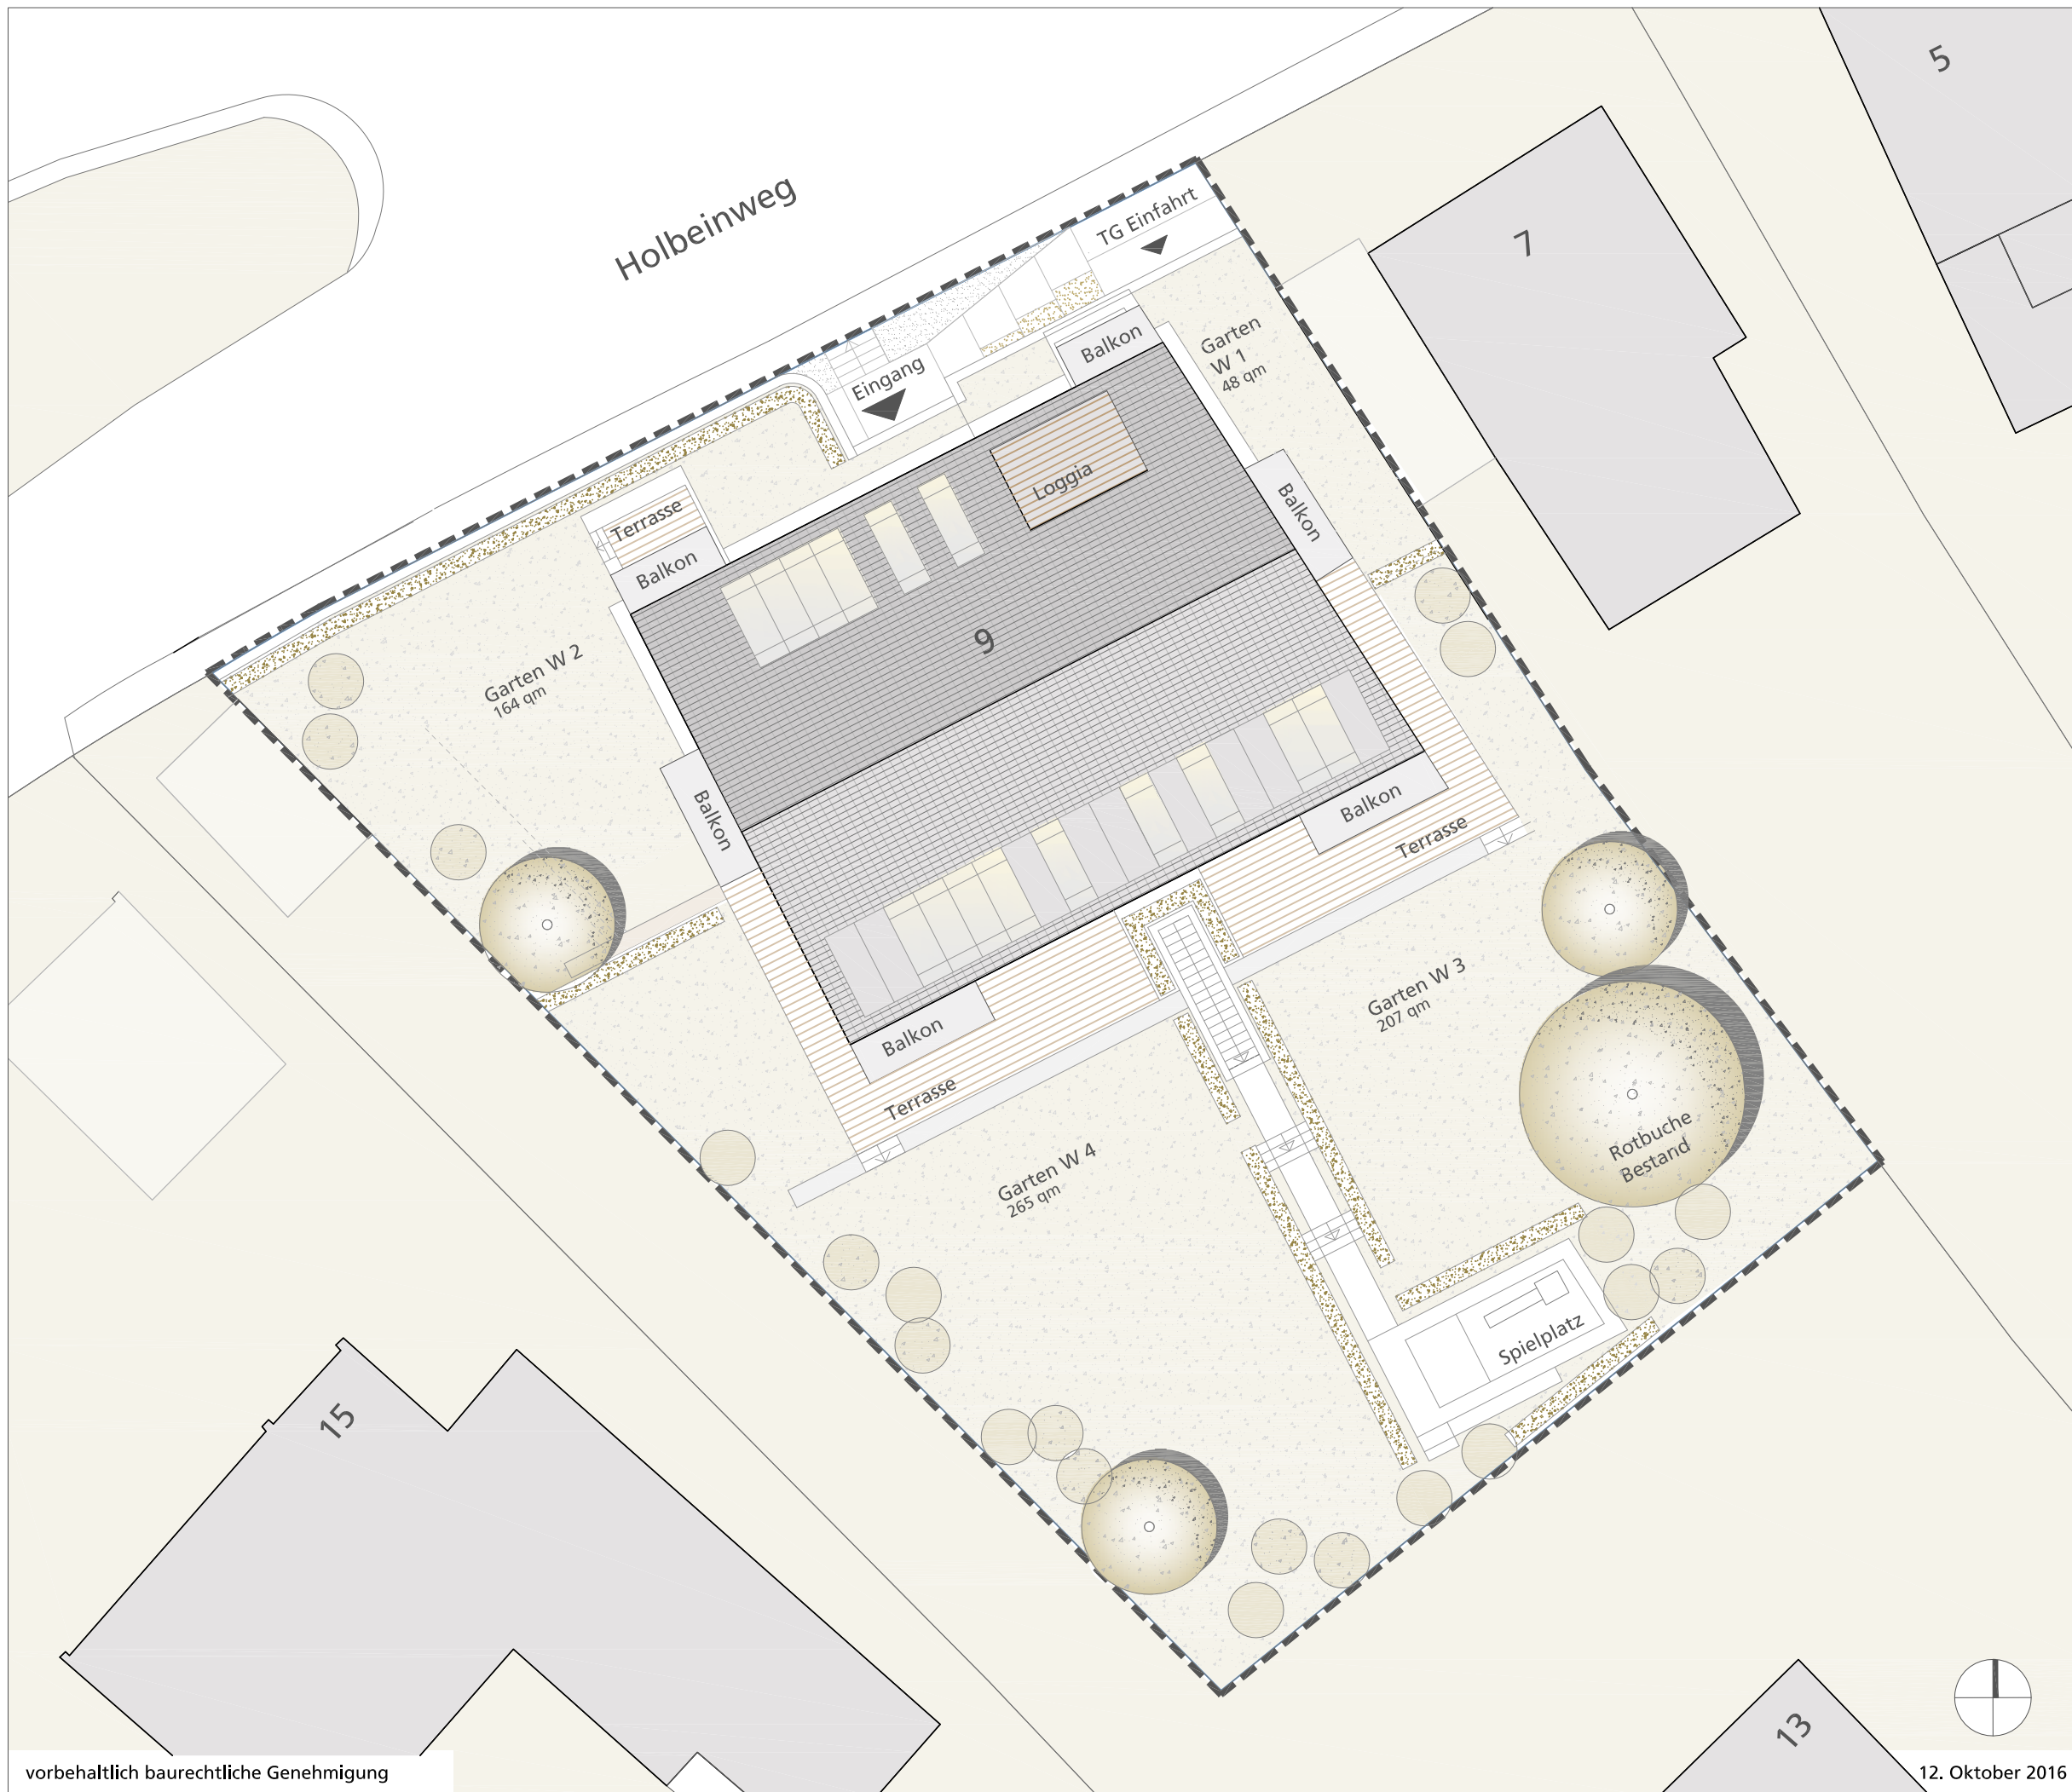 5
7
Holbeinweg
TG Einfahrt
Eingang
Balkon
Garten
W 1
48 qm
Loggia
Balkon
Terrasse
Balkon
9
Garten W 2
164 qm
Balkon
Balkon
Terrasse
Garten W 3
207 qm
Balkon
Terrasse
Garten W 4
265 qm
Rotbuche
Bestand
Spielplatz
15
13
vorbehaltlich baurechtliche Genehmigung
12. Oktober 2016